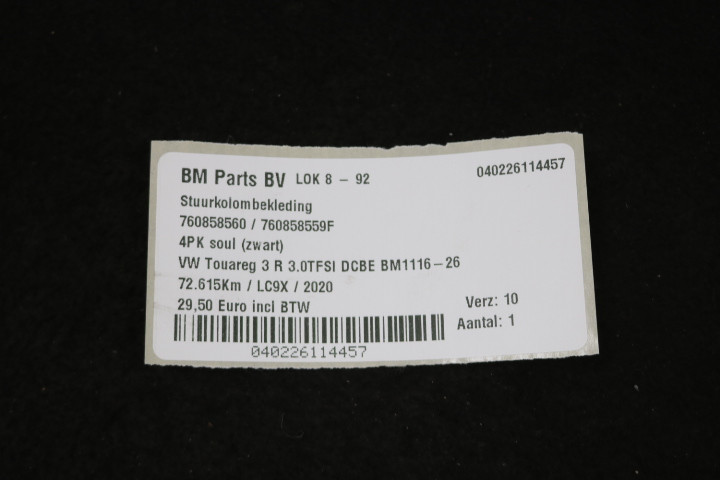 BM Parts BV LOK 8 - 92
040226114457
Stuurkolombekleding
760858560 / 760858559F
4PK soul (zwart)
VW Touareg 3 R 3.0TFSI DCBE BM1116-26
72.615Km / LC9X / 2020
29,50 Euro incl BTW
Verz: 10
Aantal: 1
040226114457